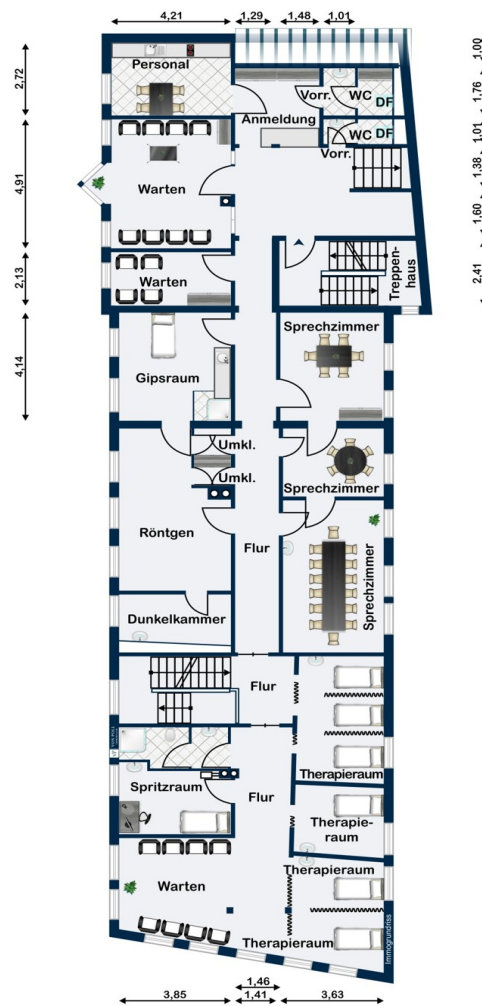 4,21
1,29
1,48
1,01
2,72
4,91
2,13
4,14
1,00
1,76
1,01
1,38
1,60
2,41
Personal
Vorr.
WC
DF
Anmeldung
WC
DF
Vorr.
Warten
Treppen-
haus
Warten
Sprechzimmer
Gipsraum
Umkl.
Umkl.
Sprechzimmer
Röntgen
Flur
Sprechzimmer
Dunkelkammer
Flur
Therapieraum
Spritzraum
Flur
Therapie-
raum
Therapieraum
Warten
Therapieraum
Immogrundriss
1,46
3,85
1,41
3,63